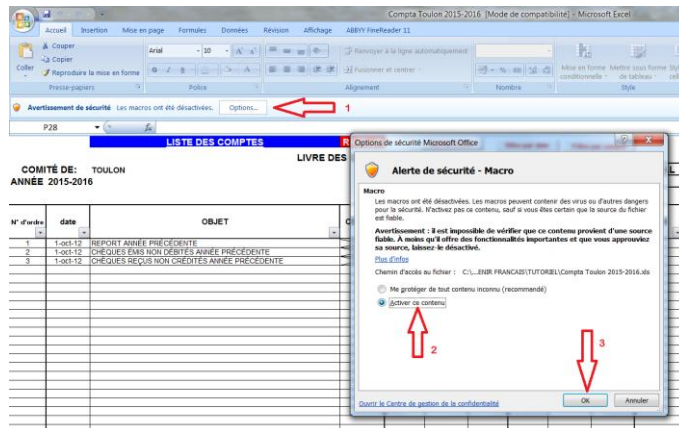 Compta Toulon 2015-2016 [Mode de compatibilité] - Microsoft Excel
Accueil Insertion Mise en page Formules Données Révision Affichage ABBYY FineReader 11
Couper
Copier
Reproduire la mise en forme
Coller
Arial 10
Renvoyer à la ligne automatiquement
Fusionner et centrer
Mise en forme conditionnelle
Mettre sous forme de tableau
Presse-papiers Police Alignement Nombre Style
Avertissement de sécurité Les macros ont été désactivées. Options... 1
P28 fx
LISTE DES COMPTES
LIVRE DES
COMITÉ DE: TOULON
ANNÉE 2015-2016
N° d'ordre date OBJET
1 1-oct-12 REPORT ANNÉE PRÉCÉDENTE
2 1-oct-12 CHÈQUES EMIS NON DÉBITÉS ANNÉE PRÉCÉDENTE
3 1-oct-12 CHÈQUES REÇUS NON CRÉDITÉS ANNÉE PRÉCÉDENTE
Options de sécurité Microsoft Office
Alerte de sécurité - Macro
Macro
Les macros ont été désactivées. Les macros peuvent contenir des virus ou d'autres dangers
pour la sécurité. N'activez pas ce contenu, sauf si vous êtes certain que la source du fichier
est fiable.
Avertissement : il est impossible de vérifier que ce contenu provient d'une source
fiable. À moins qu'il offre des fonctionnalités importantes et que vous approuviez
sa source, laissez-le désactivé.
Plus d'infos
Chemin d'accès au fichier : C:\...ENIR FRANCAIS\TUTORIEL\Compta Toulon 2015-2016.xls
Me protéger de tout contenu inconnu (recommandé)
Activer ce contenu
2
3
Ouvrir le Centre de gestion de la confidentialité OK Annuler